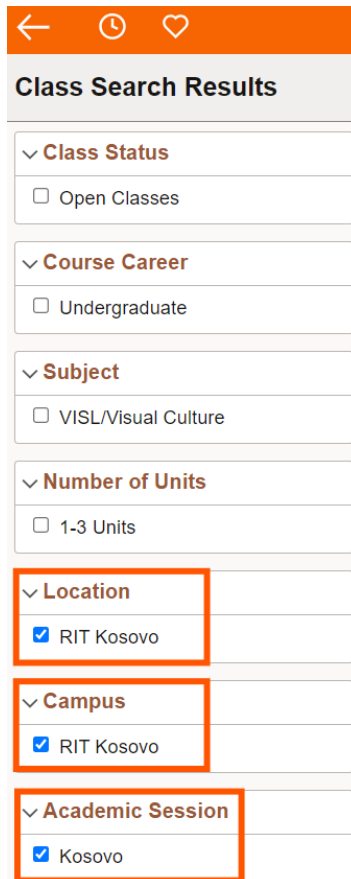 Class Search Results
Class Status
Open Classes
Course Career
Undergraduate
Subject
VISL/Visual Culture
Number of Units
1-3 Units
Location
RIT Kosovo
Campus
RIT Kosovo
Academic Session
Kosovo